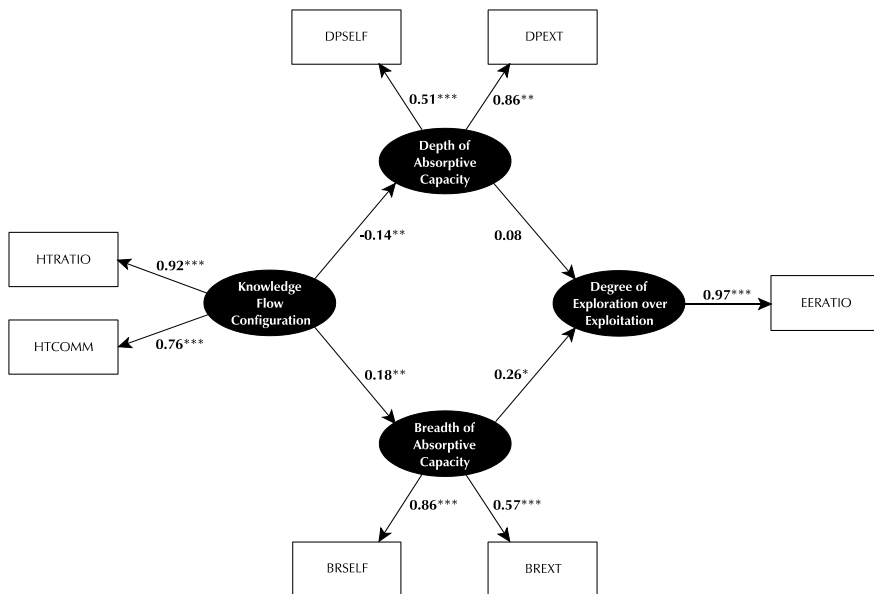 DPSELF
DPEXT
0.51***
0.86**
Depth of
Absorptive
Capacity
-0.14**
0.08
HTRATIO
0.92***
Knowledge
Flow
Configuration
HTCOMM
0.76***
Degree of
Exploration over
Exploitation
0.97***
EERATIO
0.18**
0.26*
Breadth of
Absorptive
Capacity
0.86***
0.57***
BRSELF
BREXT